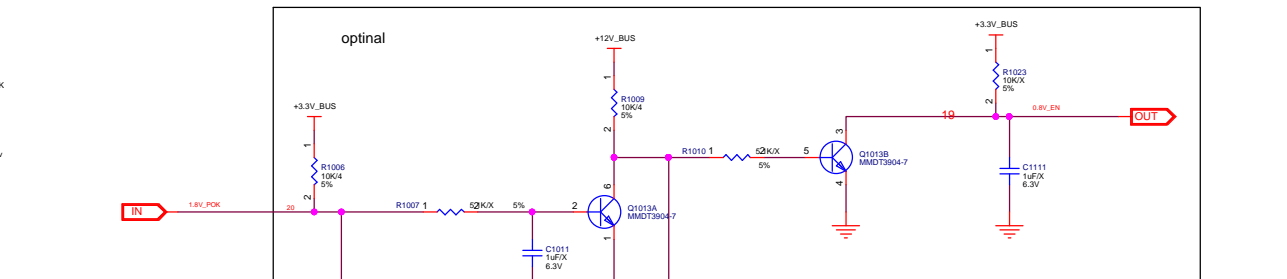 optinal
+3.3V_BUS
1
R1006
10K/4
5%
2
IN
1.8V_POK
20
R1007
1
5%
C1011
1uF/X
6.3V
+12V_BUS
1
R1009
10K/4
5%
2
6
2
Q1013A
MMDT3904-7
1
R1010
1
5%
5
3
Q1013B
MMDT3904-7
4
19
+3.3V_BUS
1
R1023
10K/X
5%
2
0.8V_EN
OUT
C1111
1uF/X
6.3V